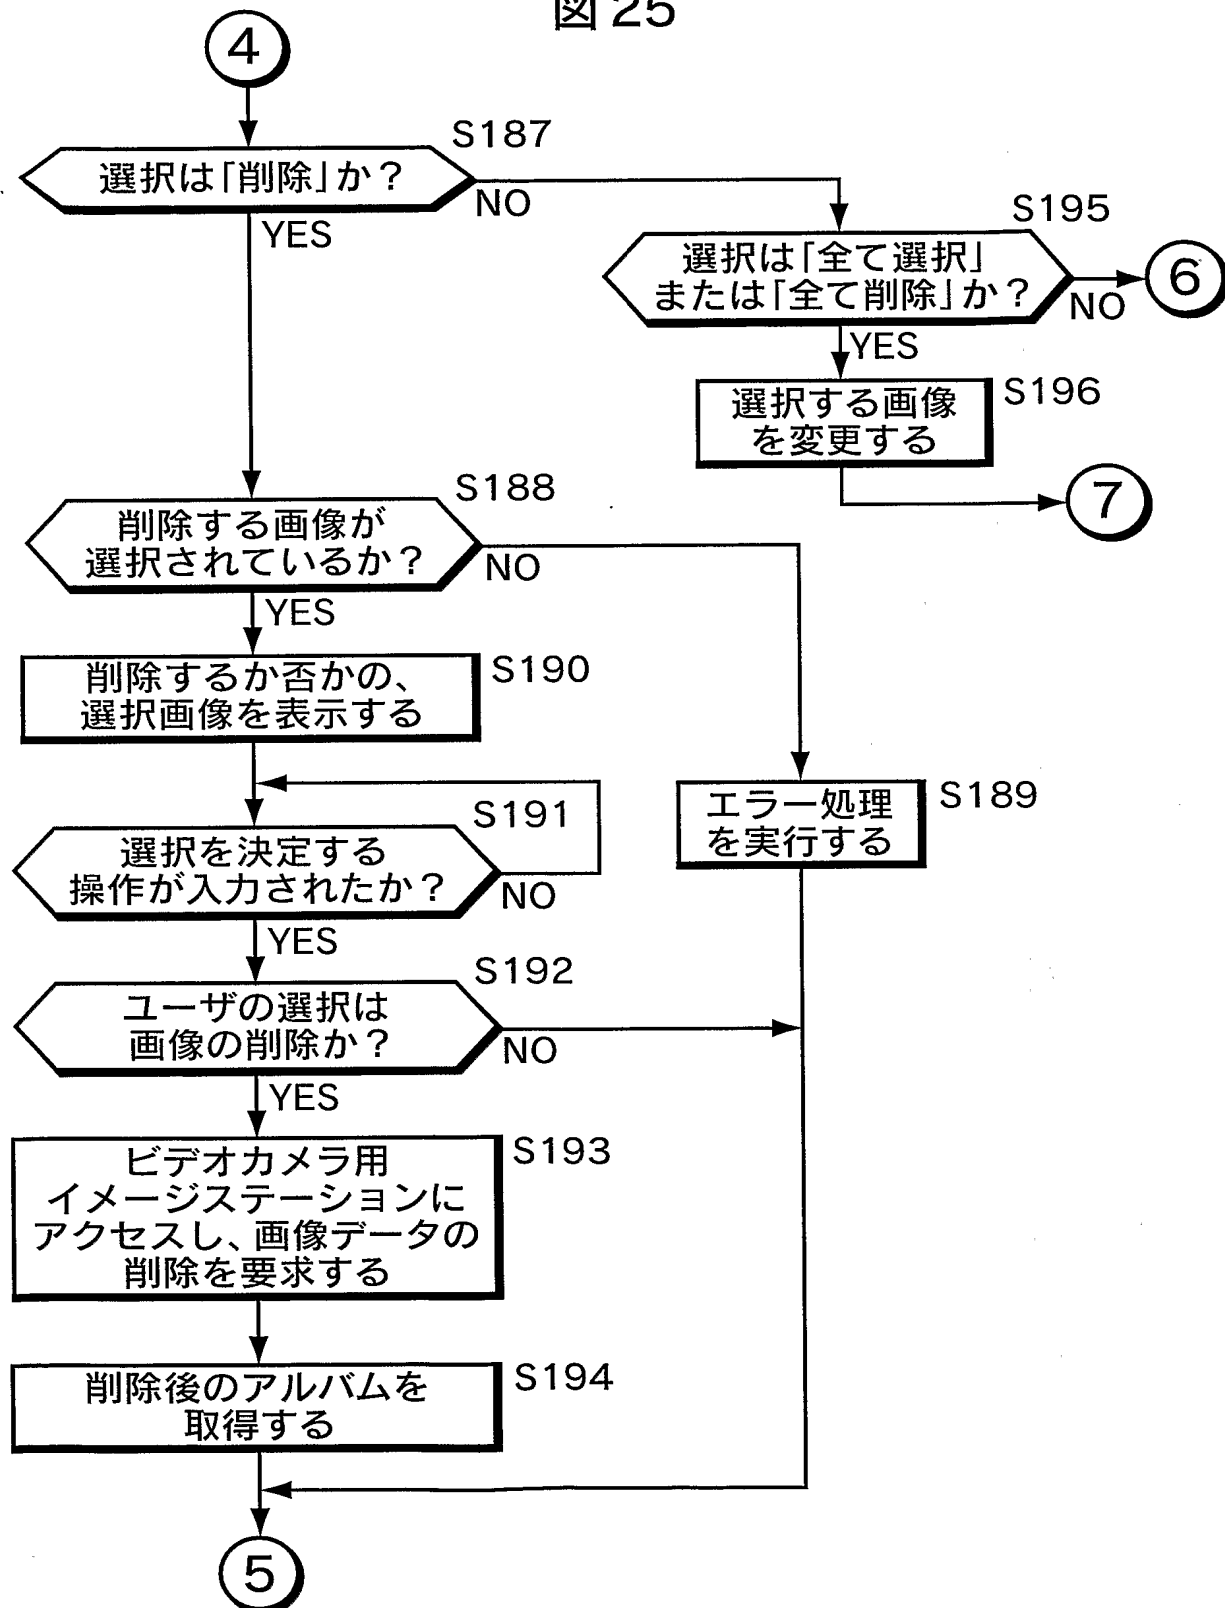 図25
4
S187
選択は「削除」か?
NO
YES
S195
選択は「全て選択」
または「全て削除」か?
NO
6
YES
S196
選択する画像
を変更する
7
S188
削除する画像が
選択されているか?
NO
YES
S190
削除するか否かの、
選択画像を表示する
S189
エラー処理
を実行する
S191
選択を決定する
操作が入力されたか?
NO
YES
S192
ユーザの選択は
画像の削除か?
NO
YES
S193
ビデオカメラ用
イメージステーションに
アクセスし、画像データの
削除を要求する
S194
削除後のアルバムを
取得する
5